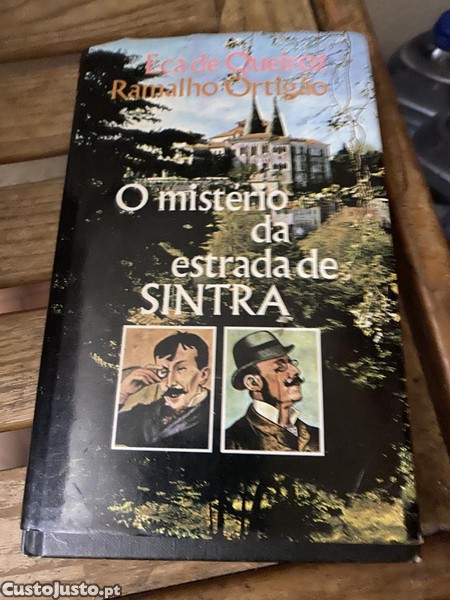 Eça de Queiroz
Ramalho Ortigão
O mistério
da
estrada de
SINTRA
CustoJusto.pt